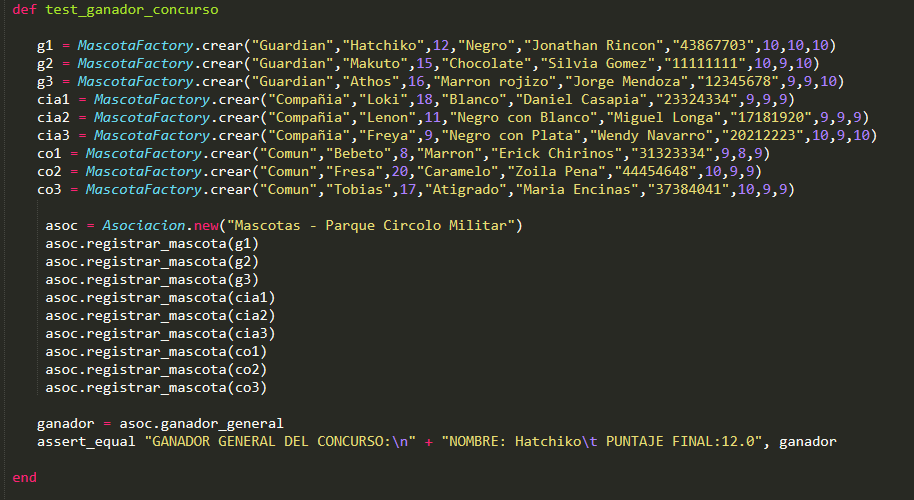 def test_ganador_concurso
g1 = MascotaFactory.crear("Guardian","Hatchiko",12,"Negro","Jonathan Rincon","43867703",10,10,10)
g2 = MascotaFactory.crear("Guardian","Makuto",15,"Chocolate","Silvia Gomez","11111111",10,9,10)
g3 = MascotaFactory.crear("Guardian","Athos",16,"Marron rojizo","Jorge Mendoza","12345678",9,9,10)
cia1 = MascotaFactory.crear("Compañia","Loki",18,"Blanco","Daniel Casapia","23324334",9,9,9)
cia2 = MascotaFactory.crear("Compañia","Lenon",11,"Negro con Blanco","Miguel Longa","17181920",9,9,9)
cia3 = MascotaFactory.crear("Compañia","Freya",9,"Negro con Plata","Wendy Navarro","20212223",10,9,10)
co1 = MascotaFactory.crear("Comun","Bebeto",8,"Marron","Erick Chirinos","31323334",9,8,9)
co2 = MascotaFactory.crear("Comun","Fresa",20,"Caramelo","Zoila Pena","44454648",10,9,9)
co3 = MascotaFactory.crear("Comun","Tobias",17,"Atigrado","Maria Encinas","37384041",10,9,9)
asoc = Asociacion.new("Mascotas - Parque Circolo Militar")
asoc.registrar_mascota(g1)
asoc.registrar_mascota(g2)
asoc.registrar_mascota(g3)
asoc.registrar_mascota(cia1)
asoc.registrar_mascota(cia2)
asoc.registrar_mascota(cia3)
asoc.registrar_mascota(co1)
asoc.registrar_mascota(co2)
asoc.registrar_mascota(co3)
ganador = asoc.ganador_general
assert_equal "GANADOR GENERAL DEL CONCURSO:\n" + "NOMBRE: Hatchiko\t PUNTAJE FINAL:12.0", ganador
end